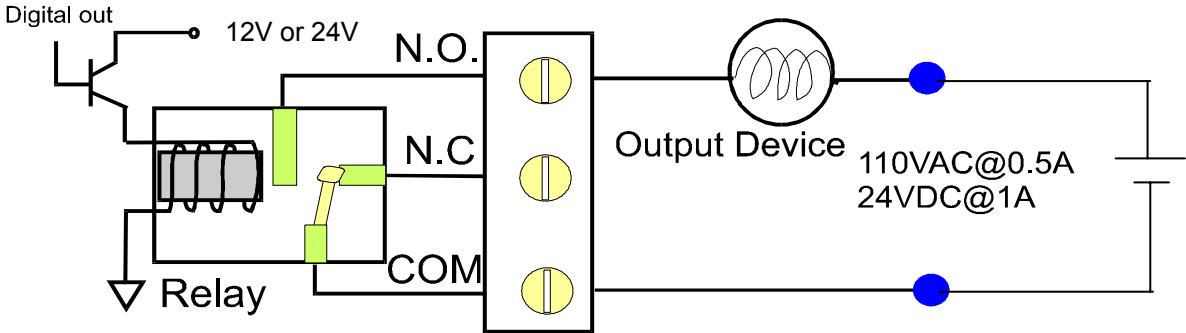 Digital out
12V or 24V
N.O.
N.C
Output Device
110VAC@0.5A
24VDC@1A
COM
Relay